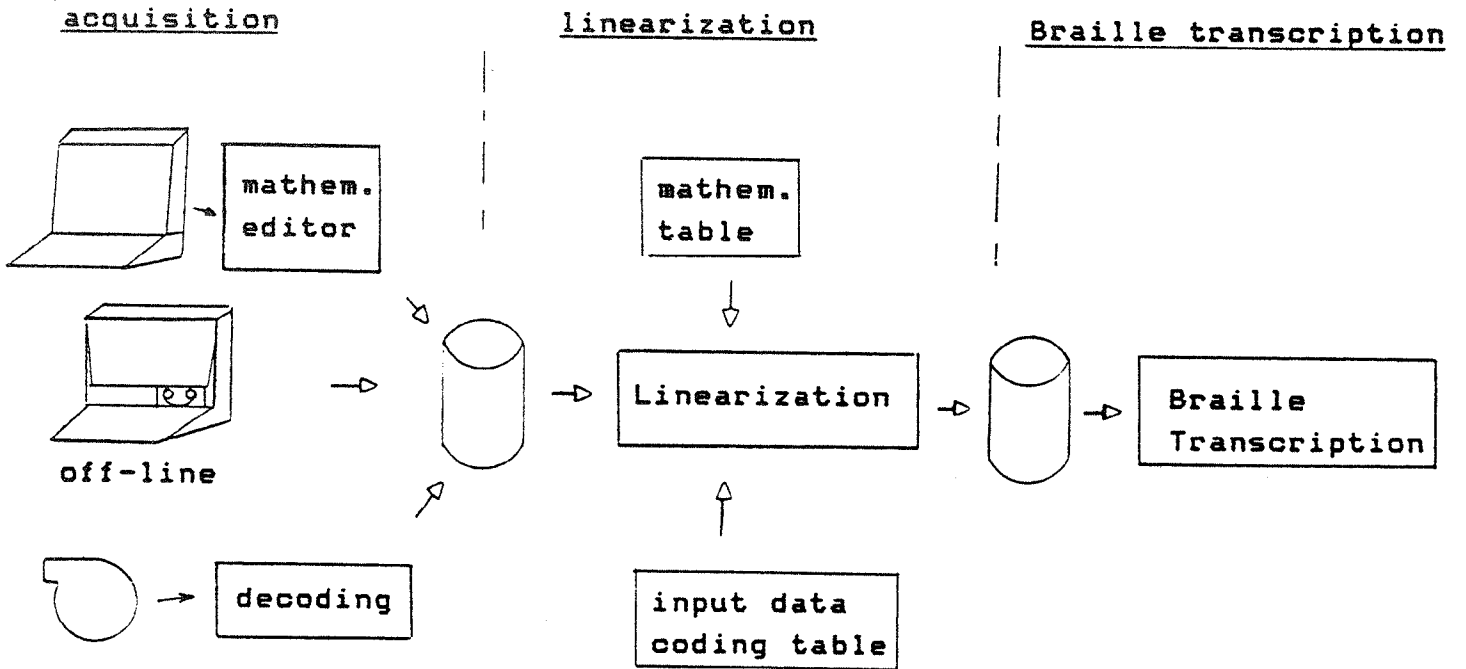 acquisition
linearization
Braille transcription
mathem.
editor
mathem.
table
off-line
Linearization
Braille
Transcription
decoding
input data
coding table